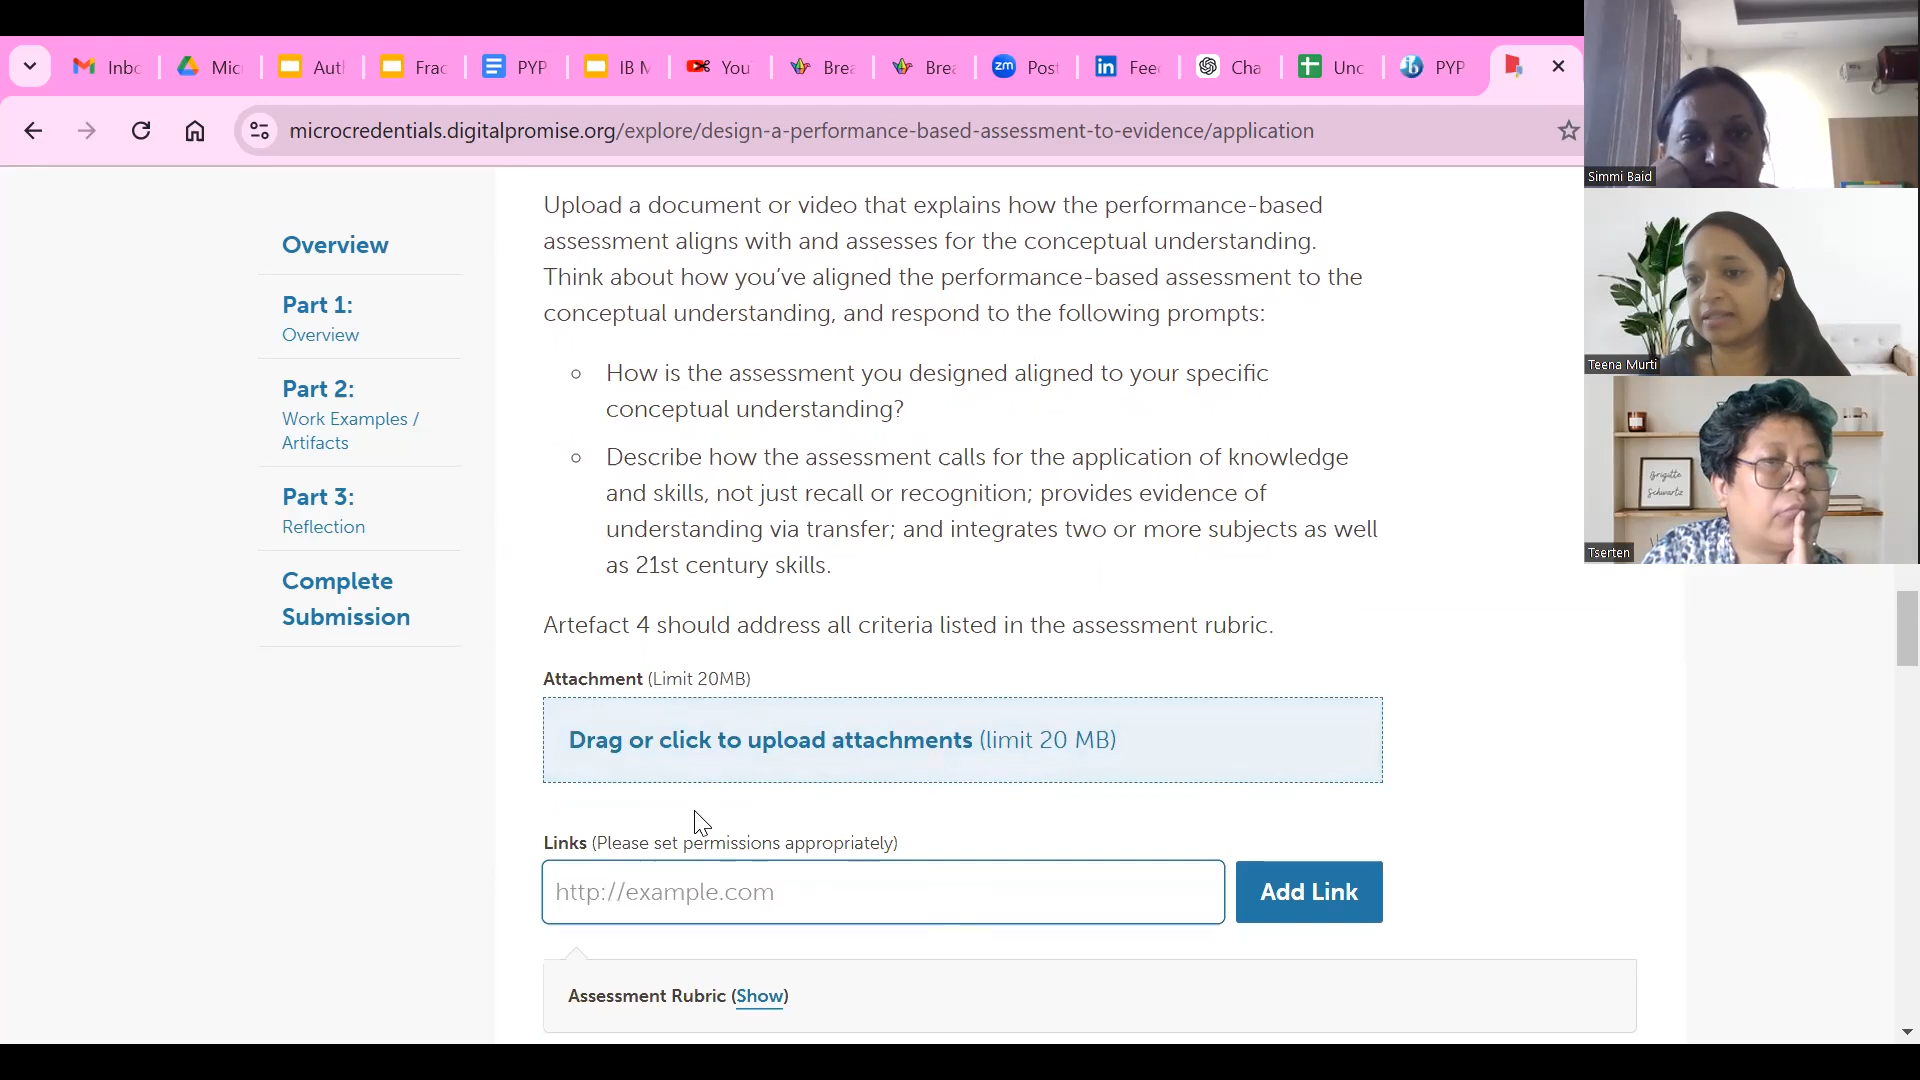 Inbo
Mic
Aut
Frac
PYP
IB M
You
Brea
Brea
Post
Fee
Cha
Unc
PYP
microcredentials.digitalpromise.org/explore/design-a-performance-based-assessment-to-evidence/application
Overview
Part 1:
Overview
Part 2:
Work Examples /
Artifacts
Part 3:
Reflection
Complete
Submission
Upload a document or video that explains how the performance-based
assessment aligns with and assesses for the conceptual understanding.
Think about how you’ve aligned the performance-based assessment to the
conceptual understanding, and respond to the following prompts:
How is the assessment you designed aligned to your specific
conceptual understanding?
Describe how the assessment calls for the application of knowledge
and skills, not just recall or recognition; provides evidence of
understanding via transfer; and integrates two or more subjects as well
as 21st century skills.
Artefact 4 should address all criteria listed in the assessment rubric.
Attachment (Limit 20MB)
Drag or click to upload attachments (limit 20 MB)
Links (Please set permissions appropriately)
http://example.com
Add Link
Assessment Rubric (Show)
Simmi Baid
Teena Murti
Brigitte
Schwartz
Tserten